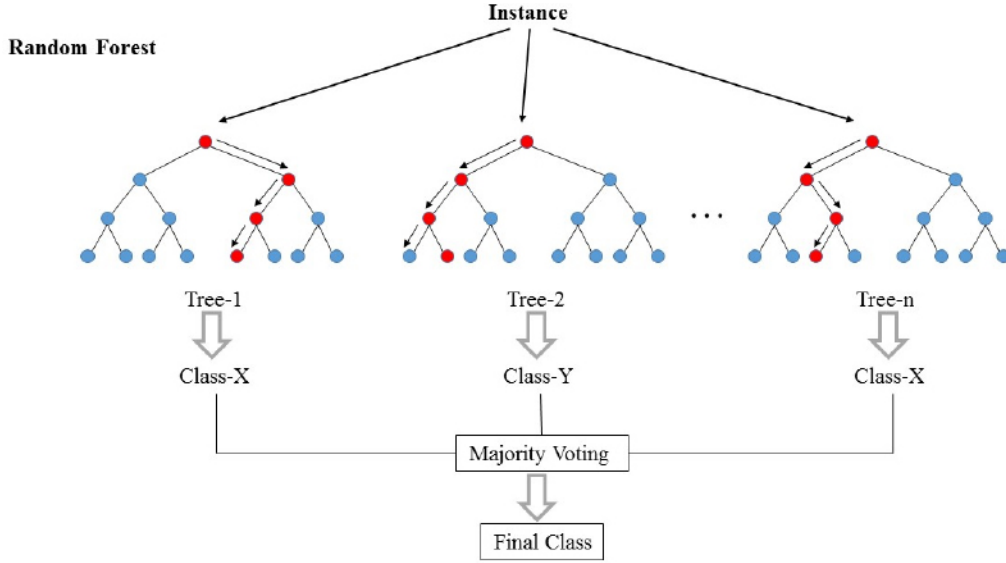 Instance
Random Forest
. . .
Tree-1
Tree-2
Tree-n
Class-X
Class-Y
Class-X
Majority Voting
Final Class